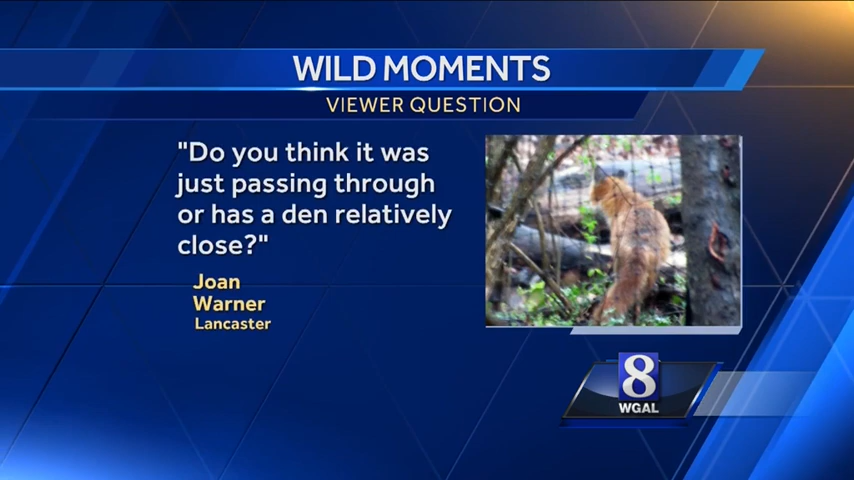 WILD MOMENTS
VIEWER QUESTION
"Do you think it was
just passing through
or has a den relatively
close?"
Joan
Warner
Lancaster
8
WGAL